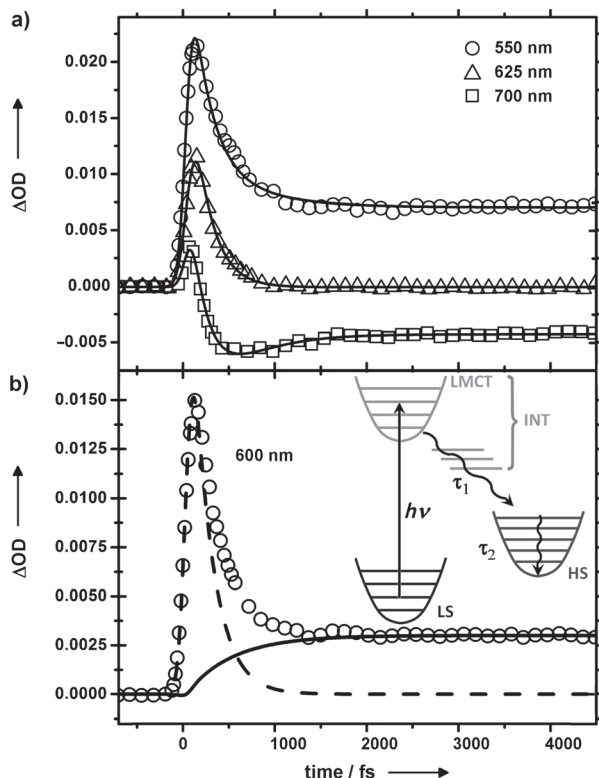 a)
0.020
0.015
0.010
0.005
0.000
−0.005
ΔOD
550 nm
625 nm
700 nm
b)
0.0150
0.0125
0.0100
0.0075
0.0050
0.0025
0.0000
ΔOD
600 nm
LMCT
INT
τ1
hν
τ2
HS
LS
0 1000 2000 3000 4000
time / fs